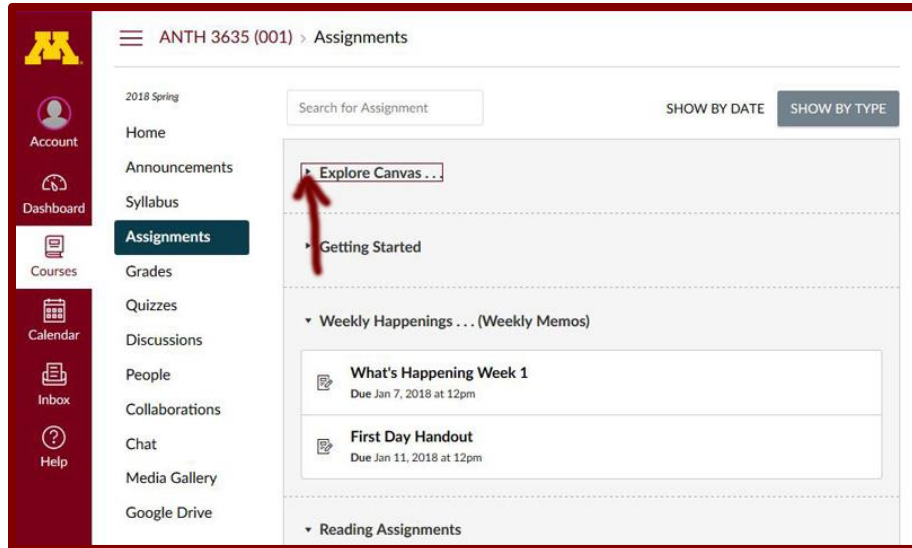 M
ANTH 3635 (001) › Assignments
Account
Dashboard
Courses
Calendar
Inbox
Help
2018 Spring
Home
Announcements
Syllabus
Assignments
Grades
Quizzes
Discussions
People
Collaborations
Chat
Media Gallery
Google Drive
Search for Assignment
SHOW BY DATE
SHOW BY TYPE
Explore Canvas . . .
Getting Started
Weekly Happenings . . . (Weekly Memos)
What's Happening Week 1
Due Jan 7, 2018 at 12pm
First Day Handout
Due Jan 11, 2018 at 12pm
Reading Assignments